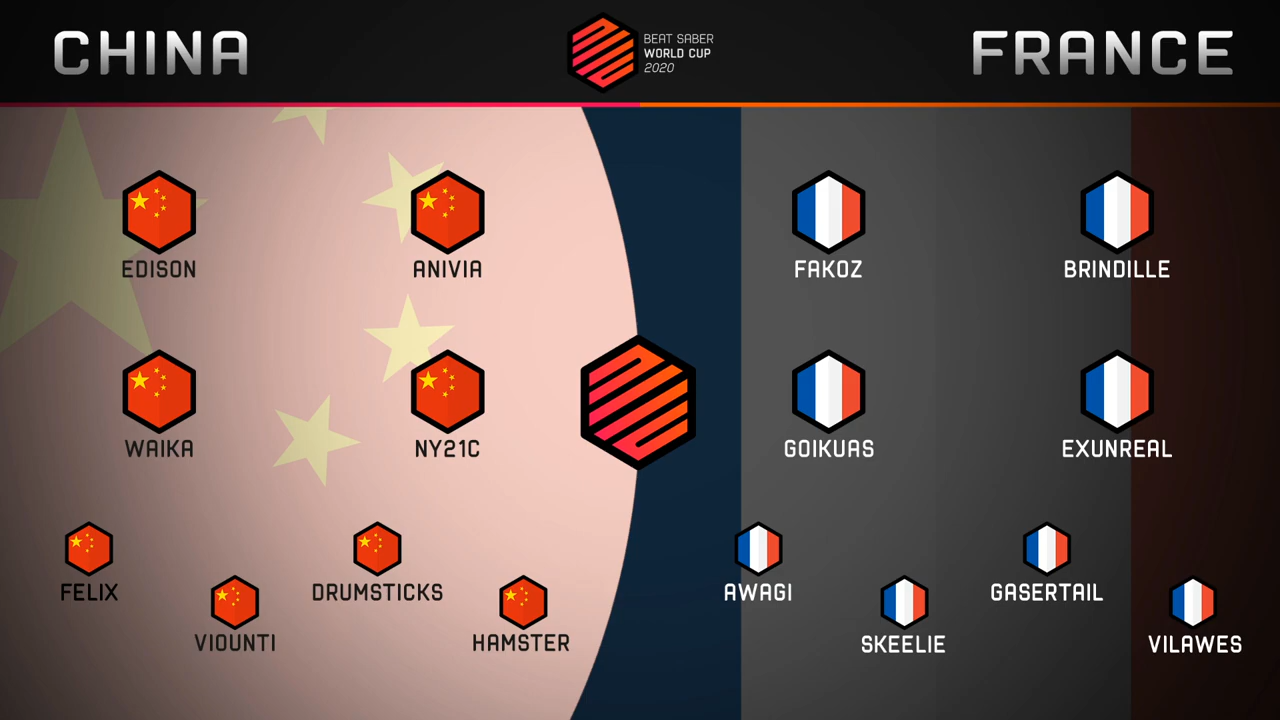 CHINA
BEAT SABER
WORLD CUP
2020
FRANCE
EDISON
ANIVIA
FAKOZ
BRINDILLE
WAIKA
NY21C
GOIKUAS
EXUNREAL
FELIX
DRUMSTICKS
AWAGI
GASERTAIL
VIOUNTI
HAMSTER
SKEELIE
VILAWES